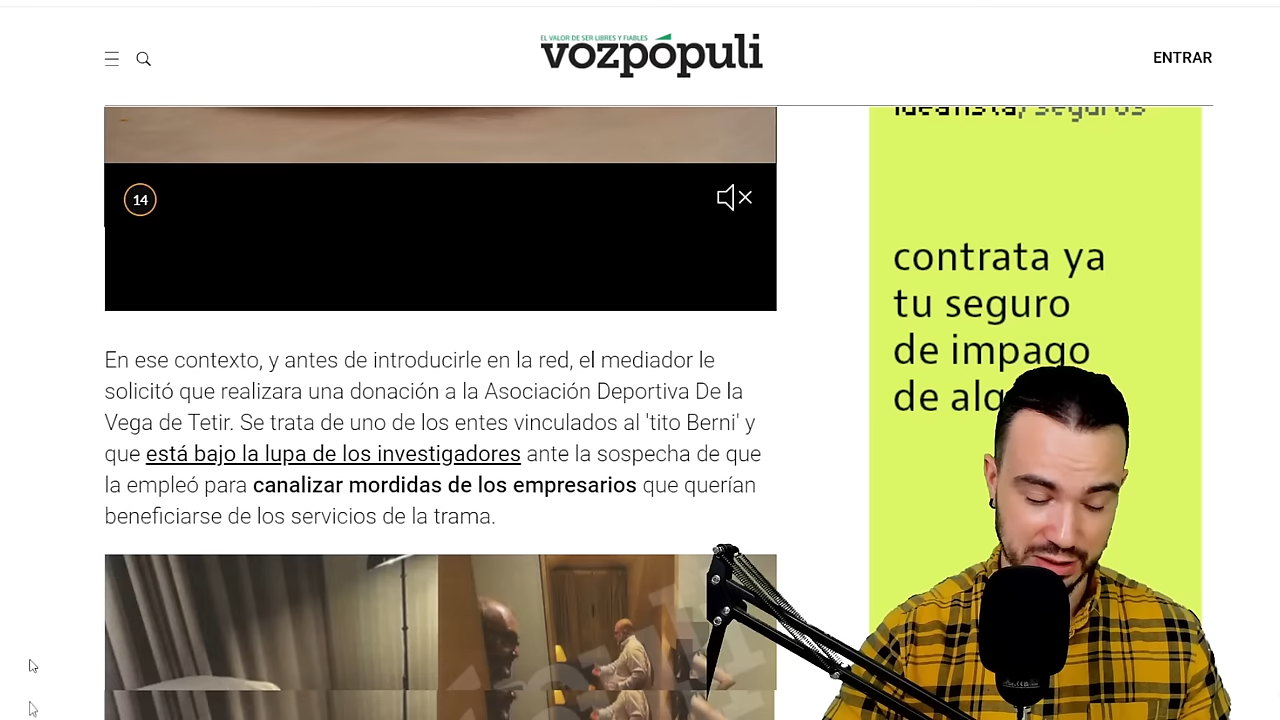 EL VALOR DE SER LIBRES Y FIABLES
vozpópuli
ENTRAR
idealista/seguros
14
contrata ya
tu seguro
de impago
de alq
En ese contexto, y antes de introducirle en la red, el mediador le
solicitó que realizara una donación a la Asociación Deportiva De la
Vega de Tetir. Se trata de uno de los entes vinculados al 'tito Berni' y
que está bajo la lupa de los investigadores ante la sospecha de que
la empleó para canalizar mordidas de los empresarios que querían
beneficiarse de los servicios de la trama.